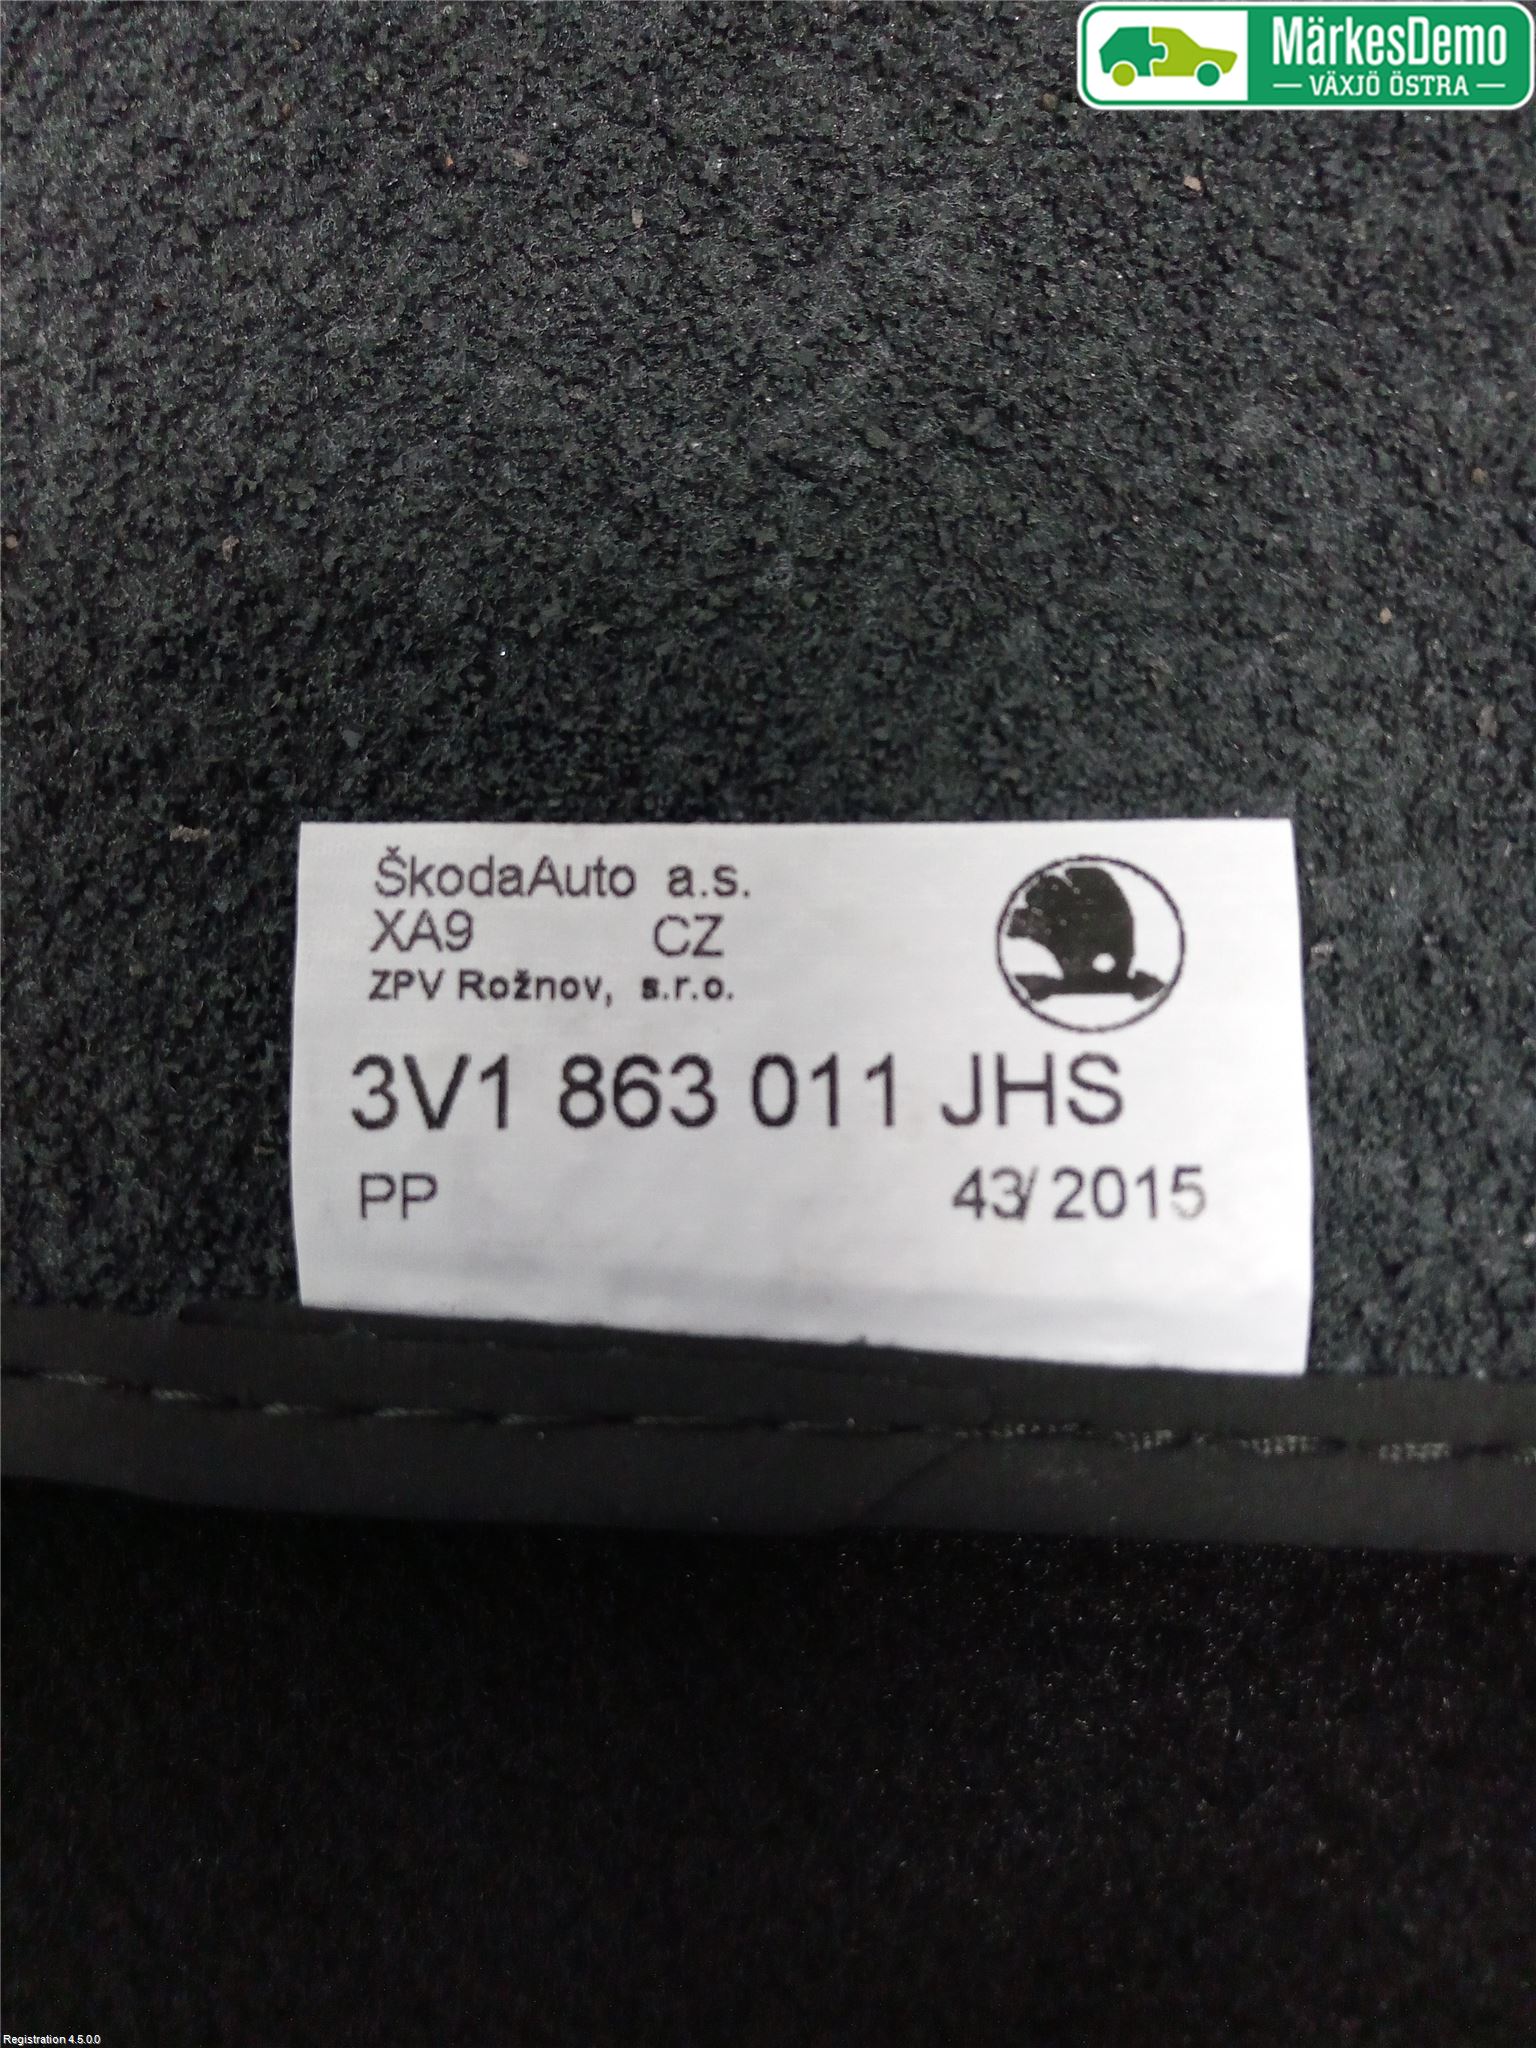 MärkesDemo
VÄXJÖ ÖSTRA
ŠkodaAuto a.s.
XA9 CZ
ZPV Rožnov, s.r.o.
3V1 863 011 JHS
PP 43/2015
Registration 4.5.0.0